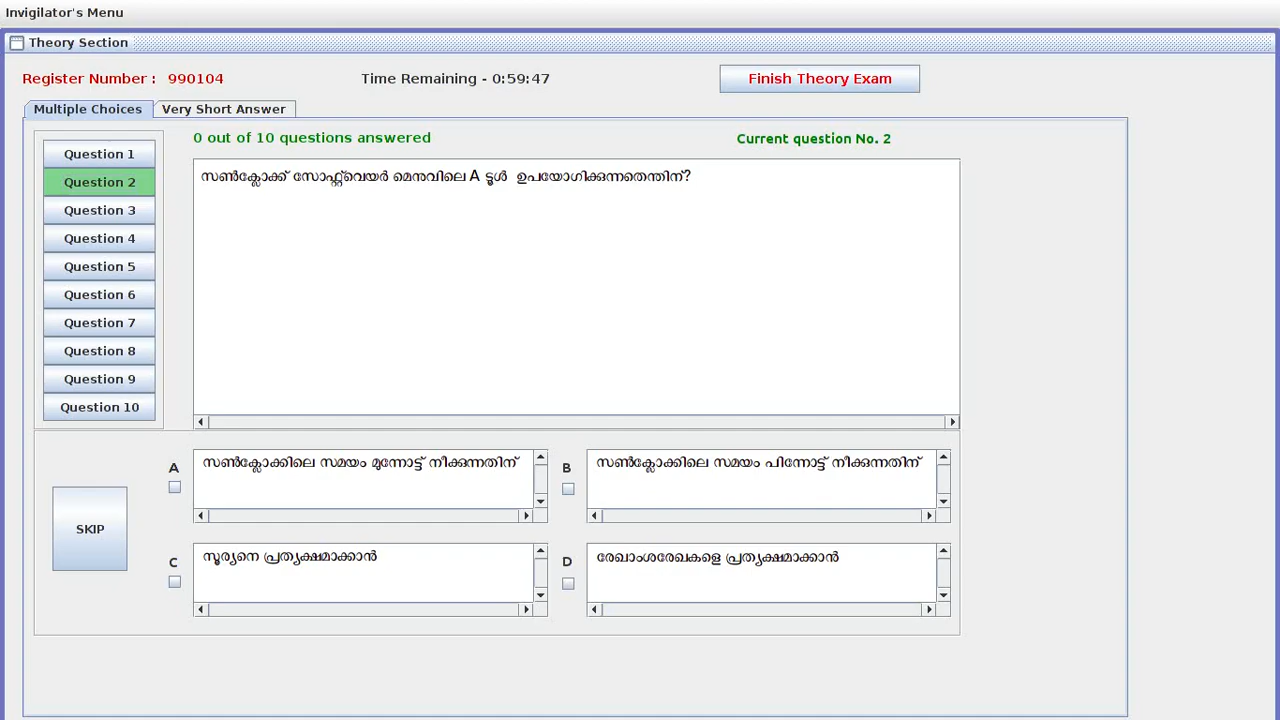 Invigilator's Menu
Theory Section
Register Number : 990104
Time Remaining - 0:59:47
Finish Theory Exam
Multiple Choices
Very Short Answer
0 out of 10 questions answered
Current question No. 2
Question 1
Question 2
Question 3
Question 4
Question 5
Question 6
Question 7
Question 8
Question 9
Question 10
സൺക്ലോക്ക് സോഫ്റ്റ്‌വെയർ മെനുവിലെ A ടൂൾ ഉപയോഗിക്കുന്നതെന്തിന്?
SKIP
A
സൺക്ലോക്കിലെ സമയം മുന്നോട്ട് നീക്കുന്നതിന്
B
സൺക്ലോക്കിലെ സമയം പിന്നോട്ട് നീക്കുന്നതിന്
C
സൂര്യനെ പ്രത്യക്ഷമാക്കാൻ
D
രേഖാംശരേഖകളെ പ്രത്യക്ഷമാക്കാൻ